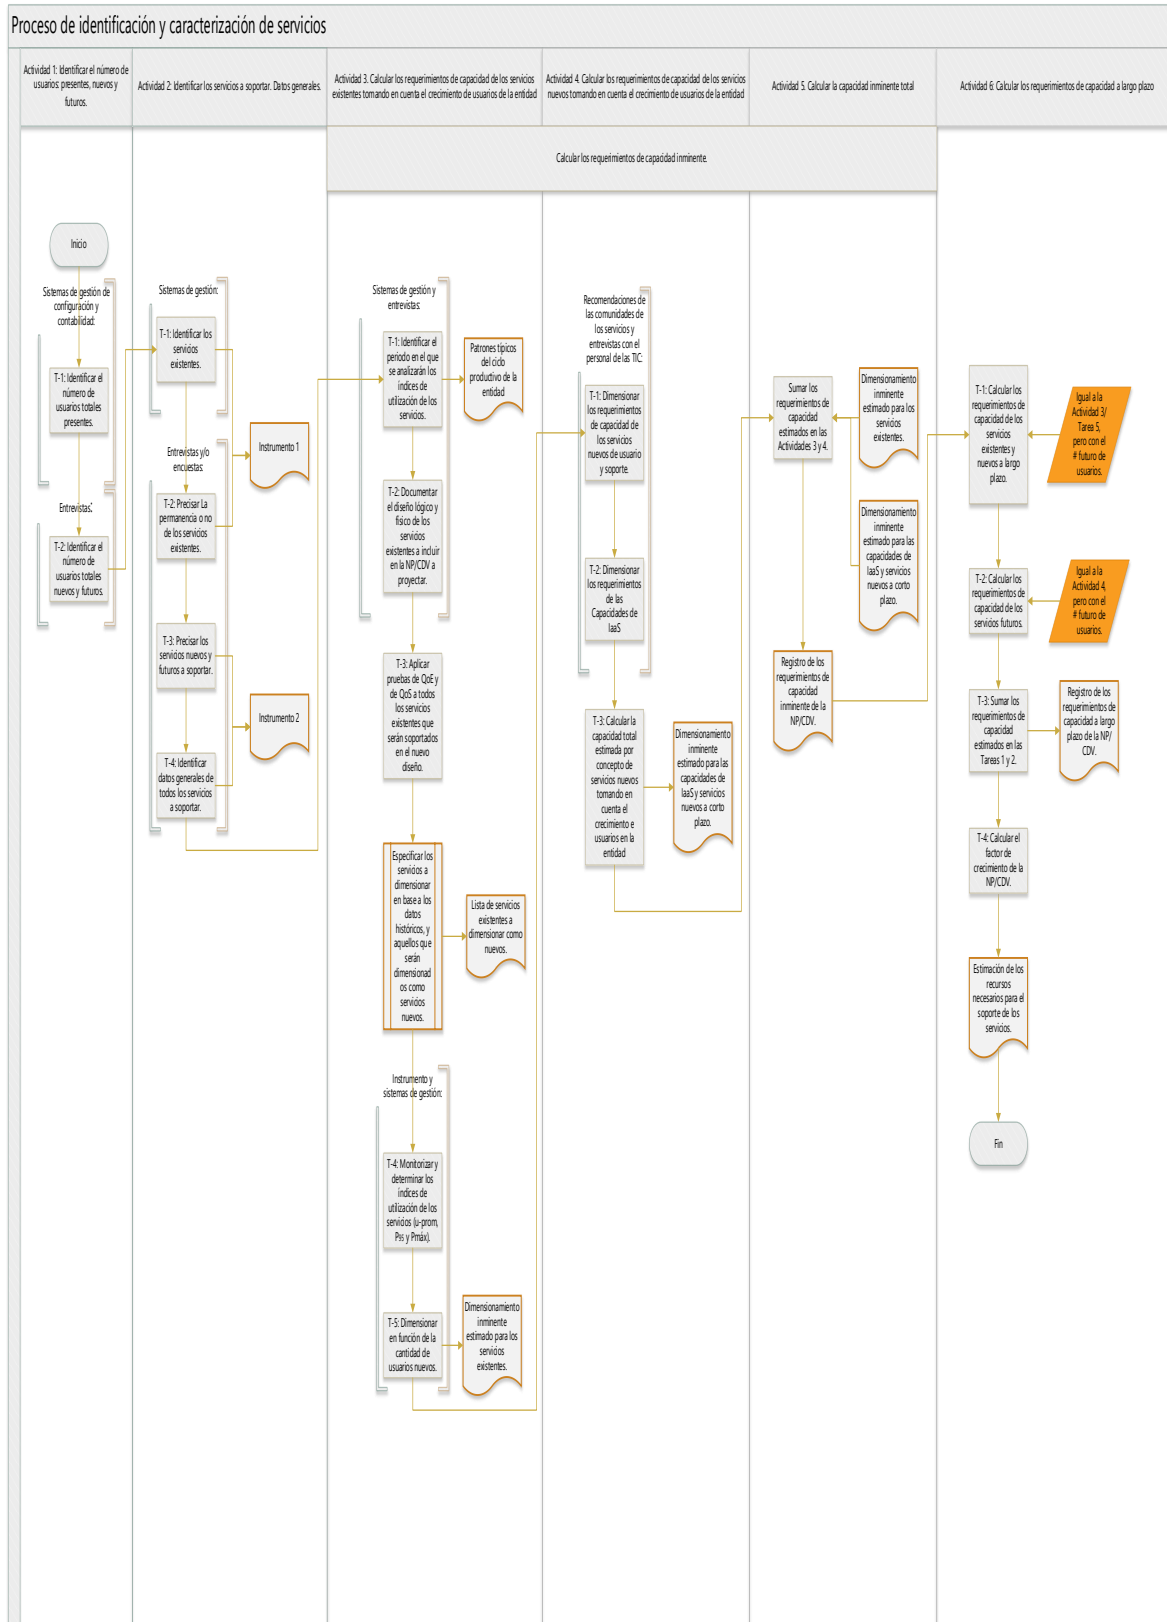 Proceso de identificación y caracterización de servicios
Actividad 1: Identificar el número de
usuarios: presentes, nuevos y
futuros.
Actividad 2: Identificar los servicios a soportar. Datos generales.
Actividad 3. Calcular los requerimientos de capacidad de los servicios
existentes tomando en cuenta el crecimiento de usuarios de la entidad
Actividad 4. Calcular los requerimientos de capacidad de los servicios
nuevos tomando en cuenta el crecimiento de usuarios de la entidad
Actividad 5. Calcular la capacidad inminente total
Actividad 6: Calcular los requerimientos de capacidad a largo plazo
Calcular los requerimientos de capacidad inminente.
Inicio
Sistemas de gestión de
configuración y
contabilidad:
T-1: Identificar el
número de
usuarios totales
presentes.
Entrevistas:
T-2: Identificar el
número de
usuarios totales
nuevos y futuros.
Sistemas de gestión:
T-1: Identificar los
servicios
existentes.
Entrevistas y/o
encuestas:
Instrumento 1
T-2: Precisar La
permanencia o no
de los servicios
existentes.
T-3: Precisar los
servicios nuevos y
futuros a soportar.
Instrumento 2
T-4: Identificar
datos generales de
todos los servicios
a soportar.
Sistemas de gestión y
entrevistas:
T-1: Identificar el
periodo en el que
se analizarán los
índices de
utilización de los
servicios.
Patrones típicos
del ciclo
productivo de la
entidad
T-2: Documentar
el diseño lógico y
físico de los
servicios
existentes a incluir
en la NP/CDV a
proyectar.
T-3: Aplicar
pruebas de QoE y
de QoS a todos
los servicios
existentes que
serán soportados
en el nuevo
diseño.
Especificar los
servicios a
dimensionar
en base a los
datos
históricos, y
aquellos que
serán
dimensionad
os como
servicios
nuevos.
Lista de servicios
existentes a
dimensionar como
nuevos.
Instrumento y
sistemas de gestión:
T-4: Monitorizar y
determinar los
índices de
utilización de los
servicios (u-prom,
P95 y Pmáx).
T-5: Dimensionar
en función de la
cantidad de
usuarios nuevos.
Dimensionamiento
inminente
estimado para los
servicios
existentes.
Recomendaciones de
las comunidades de
los servicios y
entrevistas con el
personal de las TIC:
T-1: Dimensionar
los requerimientos
de capacidad de
los servicios
nuevos de usuario
y soporte.
T-2: Dimensionar
los requerimientos
de las
Capacidades de
IaaS
T-3: Calcular la
capacidad total
estimada por
concepto de
servicios nuevos
tomando en
cuenta el
crecimiento e
usuarios en la
entidad
Dimensionamiento
inminente
estimado para las
capacidades de
IaaS y servicios
nuevos a corto
plazo.
Sumar los
requerimientos de
capacidad
estimados en las
Actividades 3 y 4.
Dimensionamiento
inminente
estimado para los
servicios
existentes.
Dimensionamiento
inminente
estimado para las
capacidades de
IaaS y servicios
nuevos a corto
plazo.
Registro de los
requerimientos de
capacidad
inminente de la
NP/CDV.
T-1: Calcular los
requerimientos de
capacidad de los
servicios
existentes y
nuevos a largo
plazo.
Igual a la
Actividad 3/
Tarea 5,
pero con el
# futuro de
usuarios.
T-2: Calcular los
requerimientos de
capacidad de los
servicios futuros.
Igual a la
Actividad 4,
pero con el
# futuro de
usuarios.
T-3: Sumar los
requerimientos de
capacidad
estimados en las
Tareas 1 y 2.
Registro de los
requerimientos de
capacidad a largo
plazo de la NP/
CDV.
T-4: Calcular el
factor de
crecimiento de la
NP/CDV.
Estimación de los
recursos
necesarios para el
soporte de los
servicios.
Fin